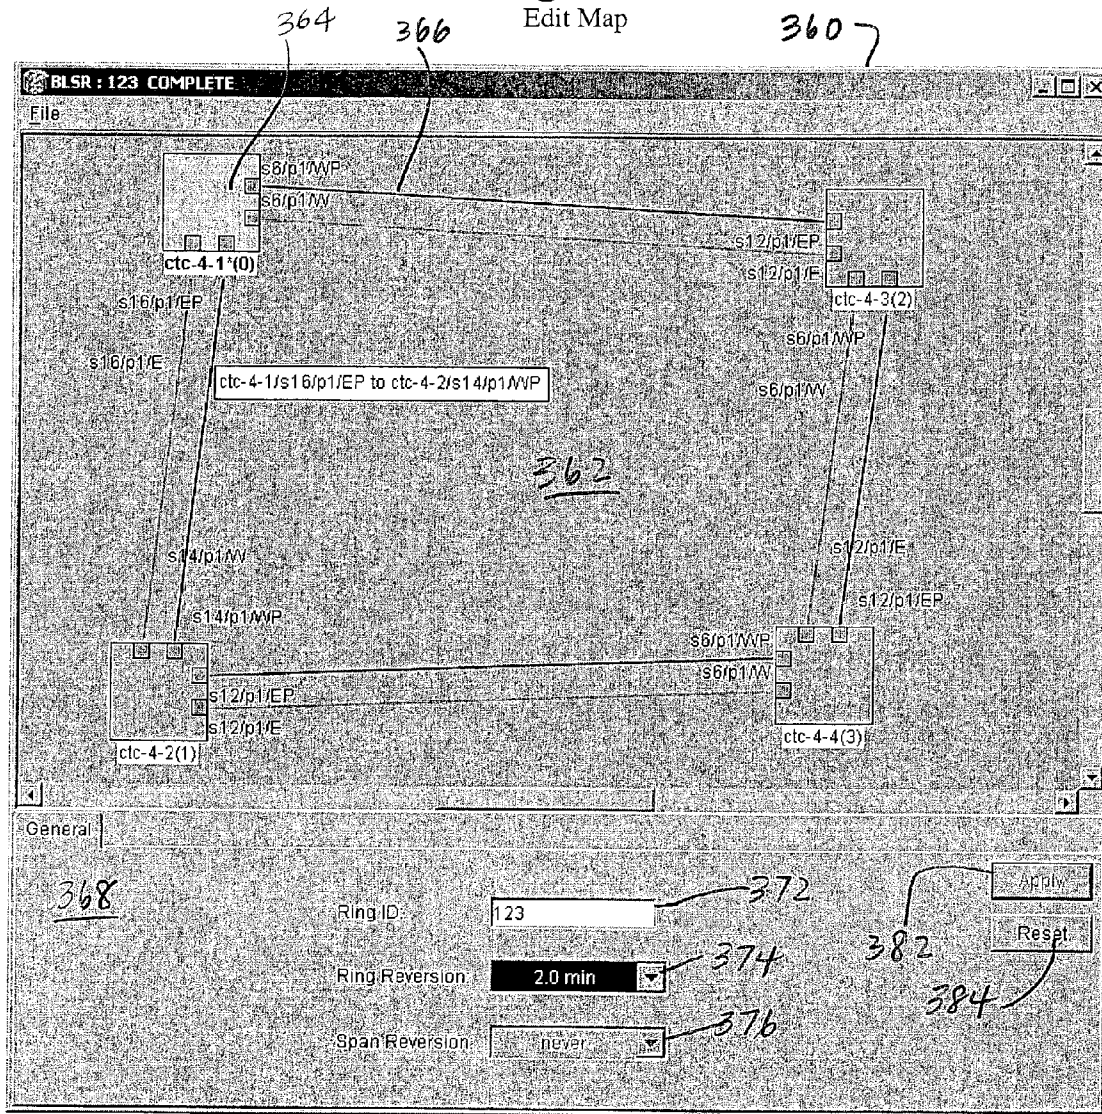 Edit Map
364
366
360
BLSR : 123 COMPLETE
File
s6/p1/WP
s6/p1/W
ctc-4-1*(0)
s12/p1/EP
s12/p1/E
ctc-4-3(2)
s16/p1/EP
s16/p1/E
s6/p1/WP
s6/p1/W
ctc-4-1/s16/p1/EP to ctc-4-2/s14/p1/WP
362
s14/p1/W
s14/p1/WP
s12/p1/E
s12/p1/EP
s6/p1/WP
s6/p1/W
s12/p1/EP
s12/p1/E
ctc-4-2(1)
ctc-4-4(3)
General
368
Ring ID:
123
372
Apply
382
Ring Reversion:
2.0 min
374
Reset
384
Span Reversion:
never
376